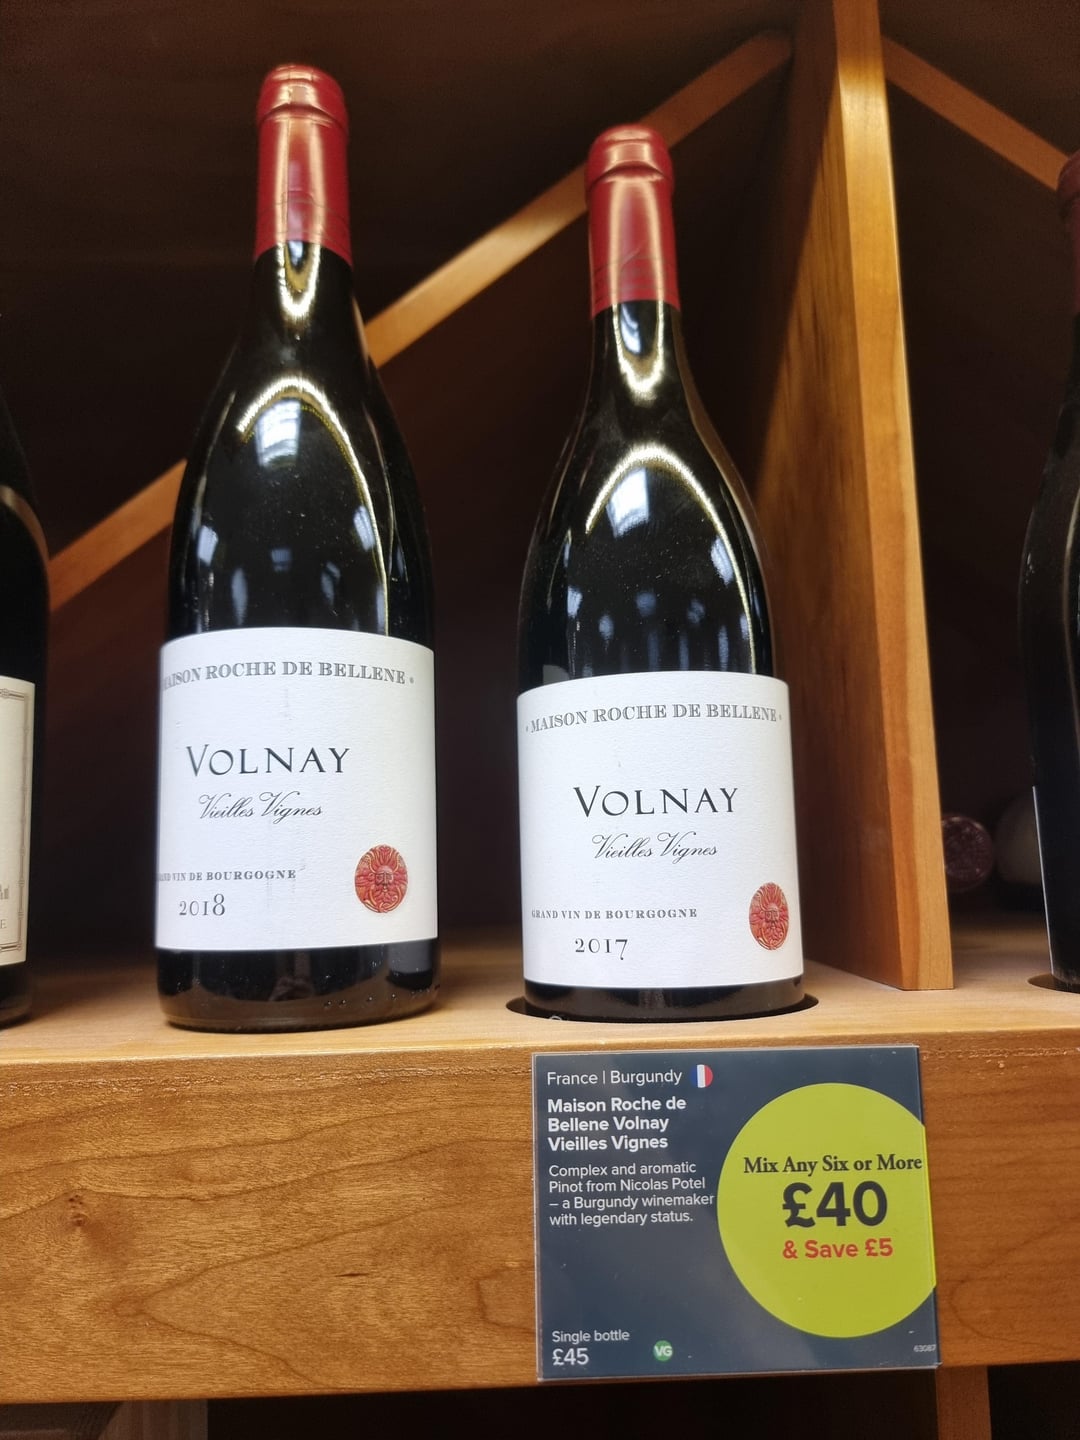 MAISON ROCHE DE BELLENE
VOLNAY
Vieilles Vignes
GRAND VIN DE BOURGOGNE
2018
MAISON ROCHE DE BELLENE
VOLNAY
Vieilles Vignes
GRAND VIN DE BOURGOGNE
2017
France | Burgundy
Maison Roche de
Bellene Volnay
Vieilles Vignes
Complex and aromatic
Pinot from Nicolas Potel
– a Burgundy winemaker
with legendary status.
Single bottle
£45
VG
Mix Any Six or More
£40
& Save £5
63087